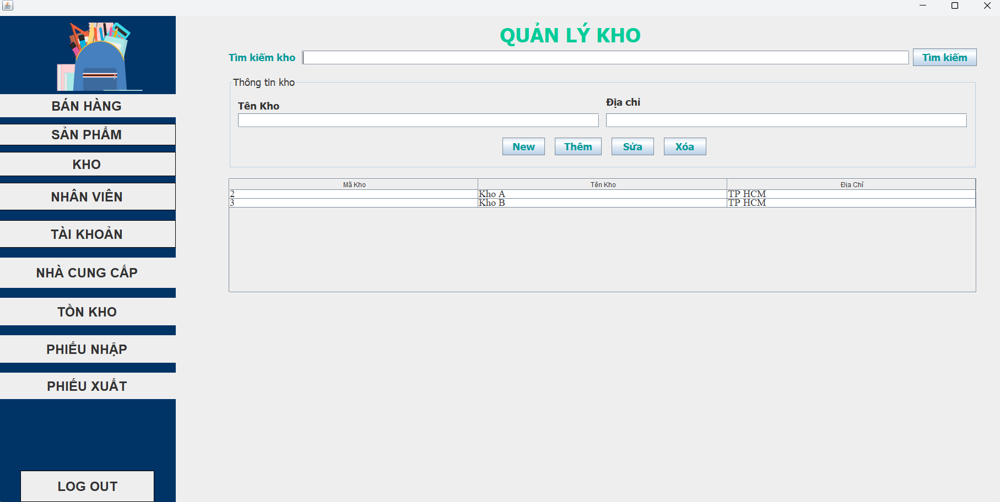 QUẢN LÝ KHO
Tìm kiếm kho Tìm kiếm
Thông tin kho
Tên Kho Địa chỉ
New Thêm Sửa Xóa
Mã Kho Tên Kho Địa Chỉ
2 Kho A TP HCM
3 Kho B TP HCM
BÁN HÀNG
SẢN PHẨM
KHO
NHÂN VIÊN
TÀI KHOẢN
NHÀ CUNG CẤP
TỒN KHO
PHIẾU NHẬP
PHIẾU XUẤT
LOG OUT